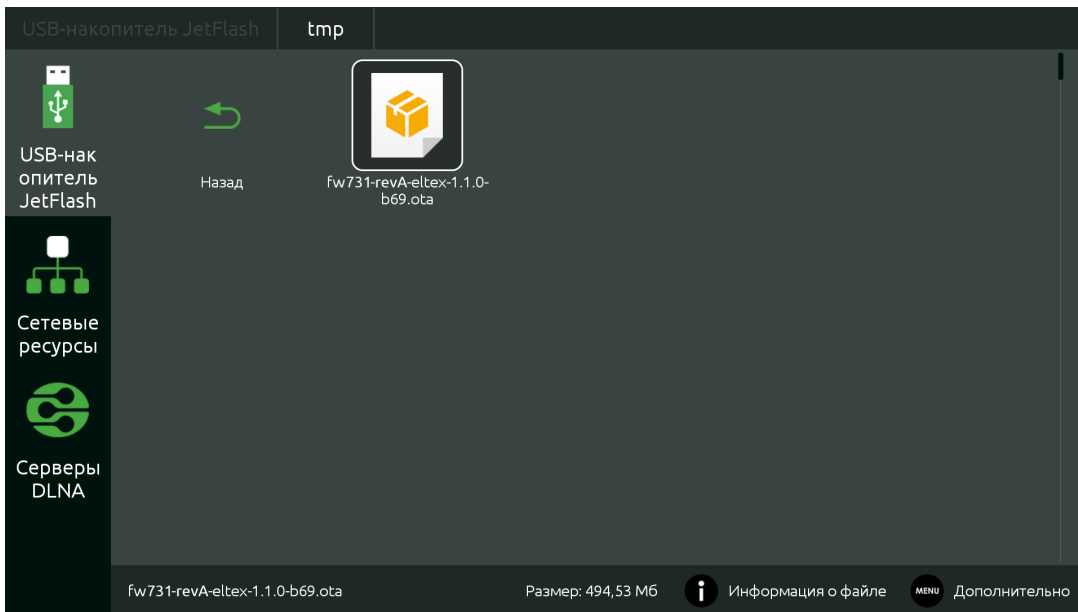 USB-накопитель JetFlash
tmp
USB-нак
опитель
JetFlash
Назад
fw731-revA-eltex-1.1.0-
b69.ota
Сетевые
ресурсы
Серверы
DLNA
fw731-revA-eltex-1.1.0-b69.ota
Размер: 494,53 Мб
i
Информация о файле
MENU
Дополнительно